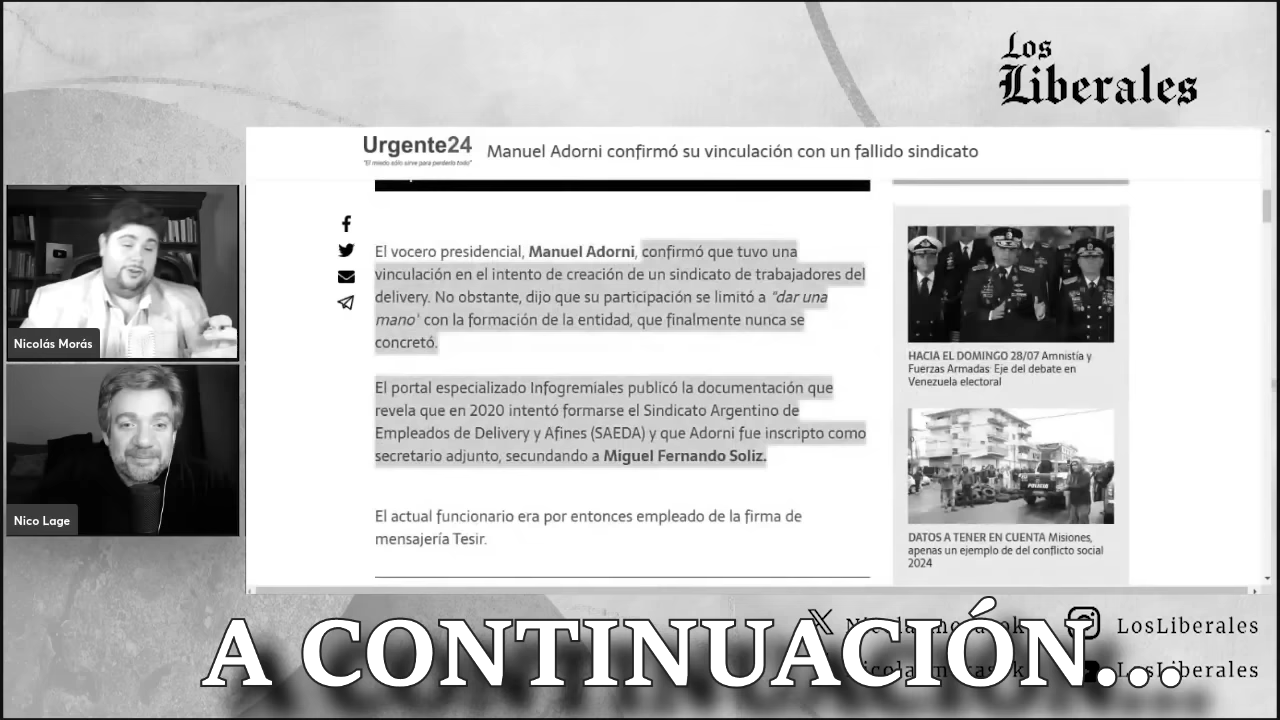 Los
Liberales
Urgente24
"El miedo sólo sirve para perderlo todo"
Manuel Adorni confirmó su vinculación con un fallido sindicato
El vocero presidencial, Manuel Adorni, confirmó que tuvo una
vinculación en el intento de creación de un sindicato de trabajadores del
delivery. No obstante, dijo que su participación se limitó a "dar una
mano" con la formación de la entidad, que finalmente nunca se
concretó.
El portal especializado Infogremiales publicó la documentación que
revela que en 2020 intentó formarse el Sindicato Argentino de
Empleados de Delivery y Afines (SAEDA) y que Adorni fue inscripto como
secretario adjunto, secundando a Miguel Fernando Soliz.
El actual funcionario era por entonces empleado de la firma de
mensajería Tesir.
HACIA EL DOMINGO 28/07 Amnistía y
Fuerzas Armadas: Eje del debate en
Venezuela electoral
POLICIA
DATOS A TENER EN CUENTA Misiones,
apenas un ejemplo de del conflicto social
2024
Nicolás Morás
Nico Lage
A CONTINUACIÓN...
LosLiberales
LosLiberales